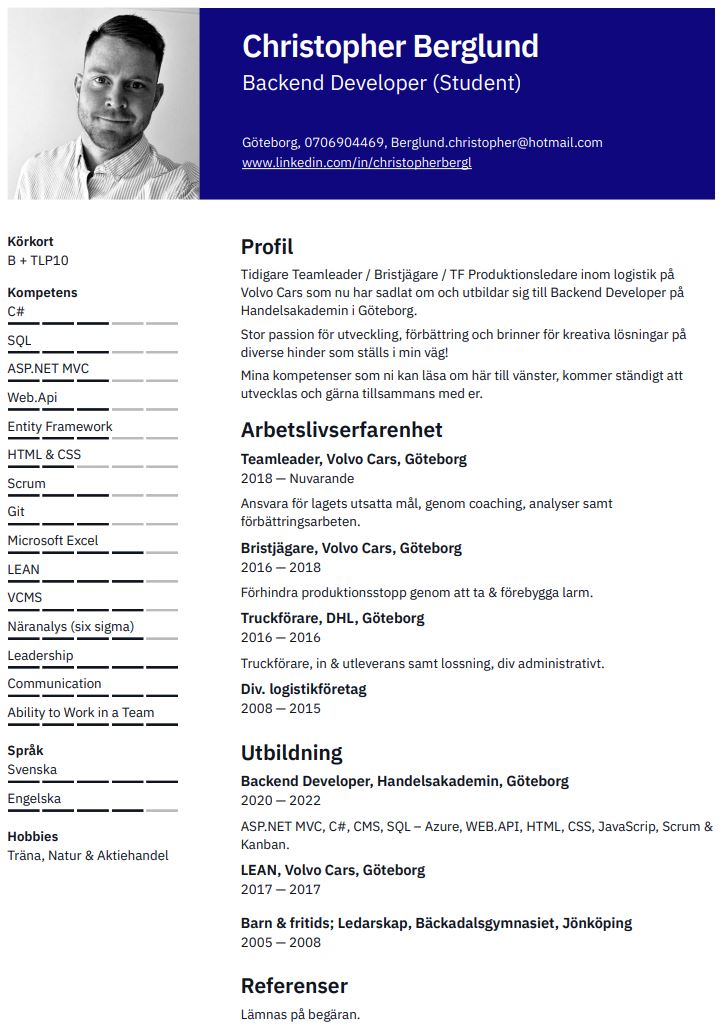 Christopher Berglund
Backend Developer (Student)
Göteborg, 0706904469, Berglund.christopher@hotmail.com
www.linkedin.com/in/christopherbergl
Körkort
B + TLP10
Kompetens
C#
SQL
ASP.NET MVC
Web.Api
Entity Framework
HTML & CSS
Scrum
Git
Microsoft Excel
LEAN
VCMS
Näranalys (six sigma)
Leadership
Communication
Ability to Work in a Team
Språk
Svenska
Engelska
Hobbies
Träna, Natur & Aktiehandel
Profil
Tidigare Teamleader / Bristjägare / TF Produktionsledare inom logistik på
Volvo Cars som nu har sadlat om och utbildar sig till Backend Developer på
Handelsakademin i Göteborg.
Stor passion för utveckling, förbättring och brinner för kreativa lösningar på
diverse hinder som ställs i min väg!
Mina kompetenser som ni kan läsa om här till vänster, kommer ständigt att
utvecklas och gärna tillsammans med er.
Arbetslivserfarenhet
Teamleader, Volvo Cars, Göteborg
2018 — Nuvarande
Ansvara för lagets utsatta mål, genom coaching, analyser samt
förbättringsarbeten.
Bristjägare, Volvo Cars, Göteborg
2016 — 2018
Förhindra produktionsstopp genom att ta & förebygga larm.
Truckförare, DHL, Göteborg
2016 — 2016
Truckförare, in & utleverans samt lossning, div administrativt.
Div. logistikföretag
2008 — 2015
Utbildning
Backend Developer, Handelsakademin, Göteborg
2020 — 2022
ASP.NET MVC, C#, CMS, SQL – Azure, WEB.API, HTML, CSS, JavaScrip, Scrum &
Kanban.
LEAN, Volvo Cars, Göteborg
2017 — 2017
Barn & fritids; Ledarskap, Bäckadalsgymnasiet, Jönköping
2005 — 2008
Referenser
Lämnas på begäran.